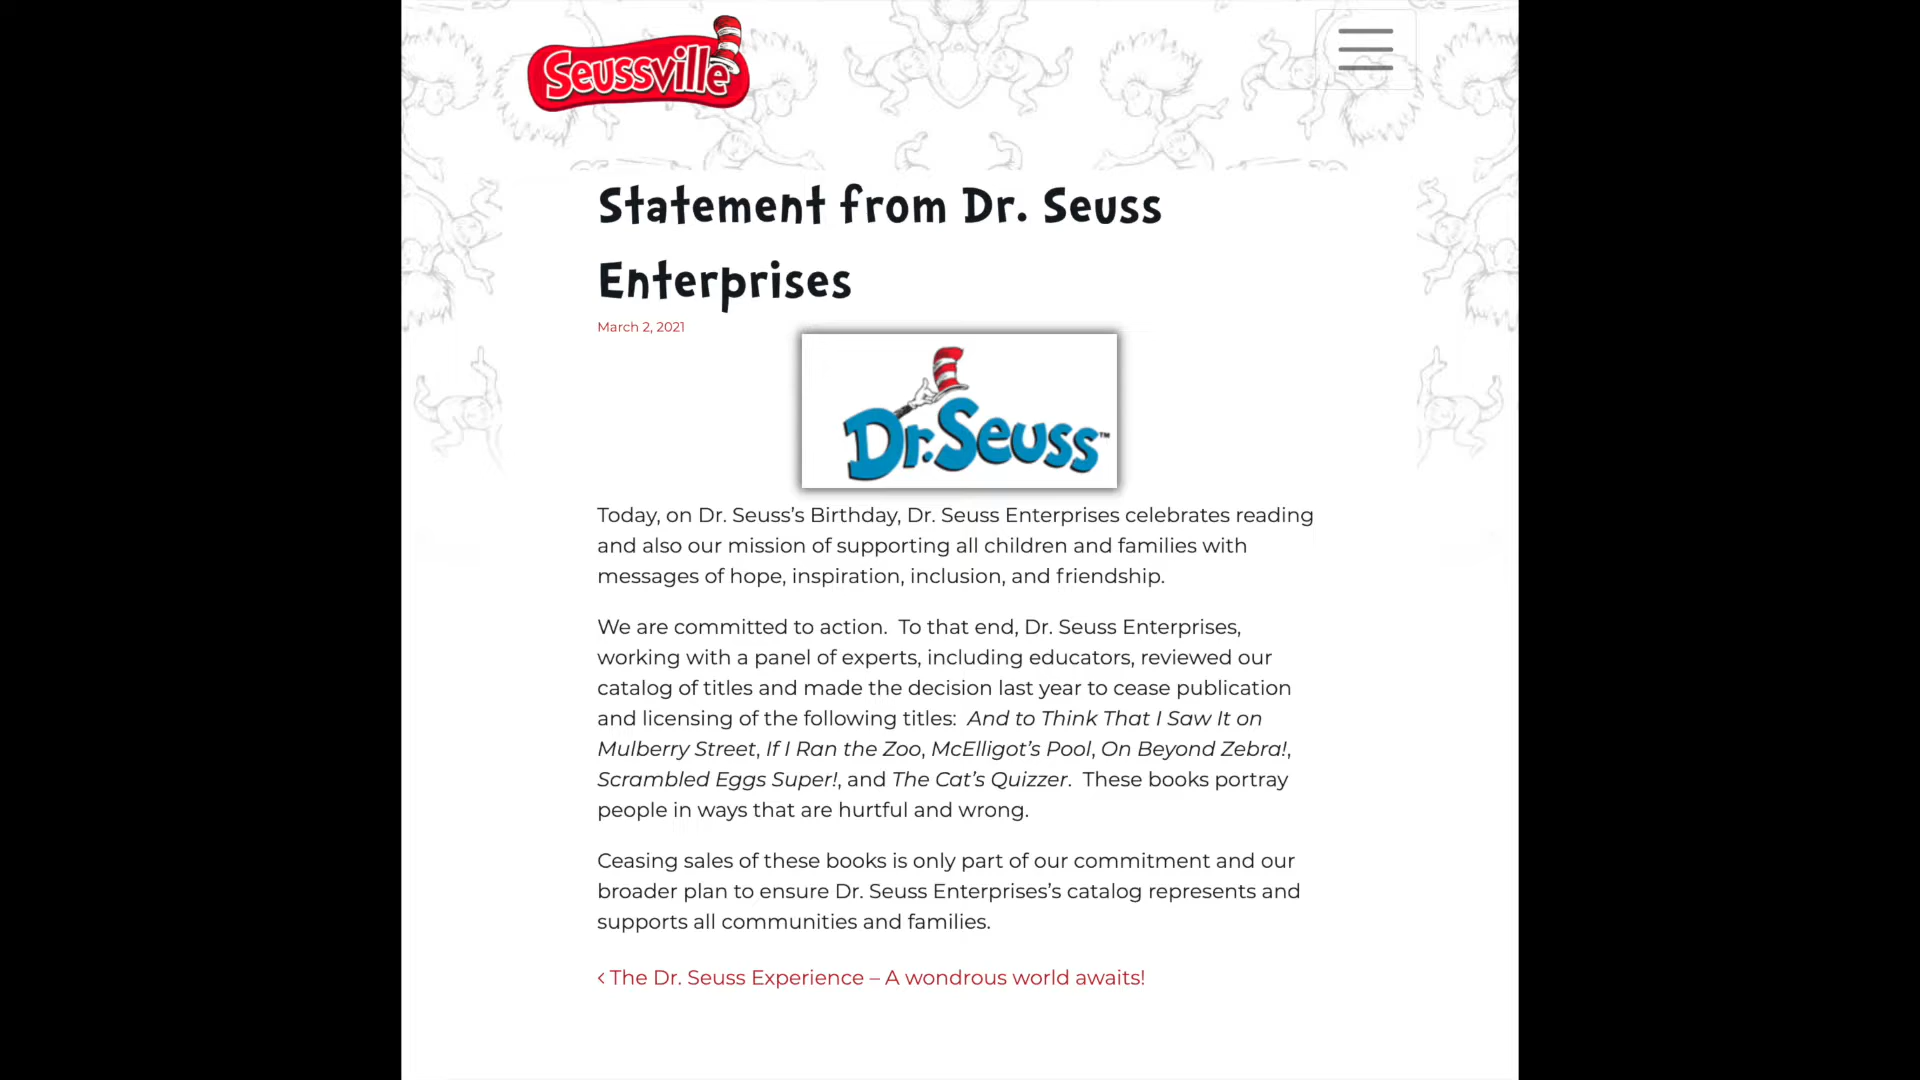 Seussville
Statement from Dr. Seuss
Enterprises
March 2, 2021
Dr. Seuss™
Today, on Dr. Seuss’s Birthday, Dr. Seuss Enterprises celebrates reading
and also our mission of supporting all children and families with
messages of hope, inspiration, inclusion, and friendship.
We are committed to action.  To that end, Dr. Seuss Enterprises,
working with a panel of experts, including educators, reviewed our
catalog of titles and made the decision last year to cease publication
and licensing of the following titles:  And to Think That I Saw It on
Mulberry Street, If I Ran the Zoo, McElligot’s Pool, On Beyond Zebra!,
Scrambled Eggs Super!, and The Cat’s Quizzer.  These books portray
people in ways that are hurtful and wrong.
Ceasing sales of these books is only part of our commitment and our
broader plan to ensure Dr. Seuss Enterprises’s catalog represents and
supports all communities and families.
‹ The Dr. Seuss Experience – A wondrous world awaits!